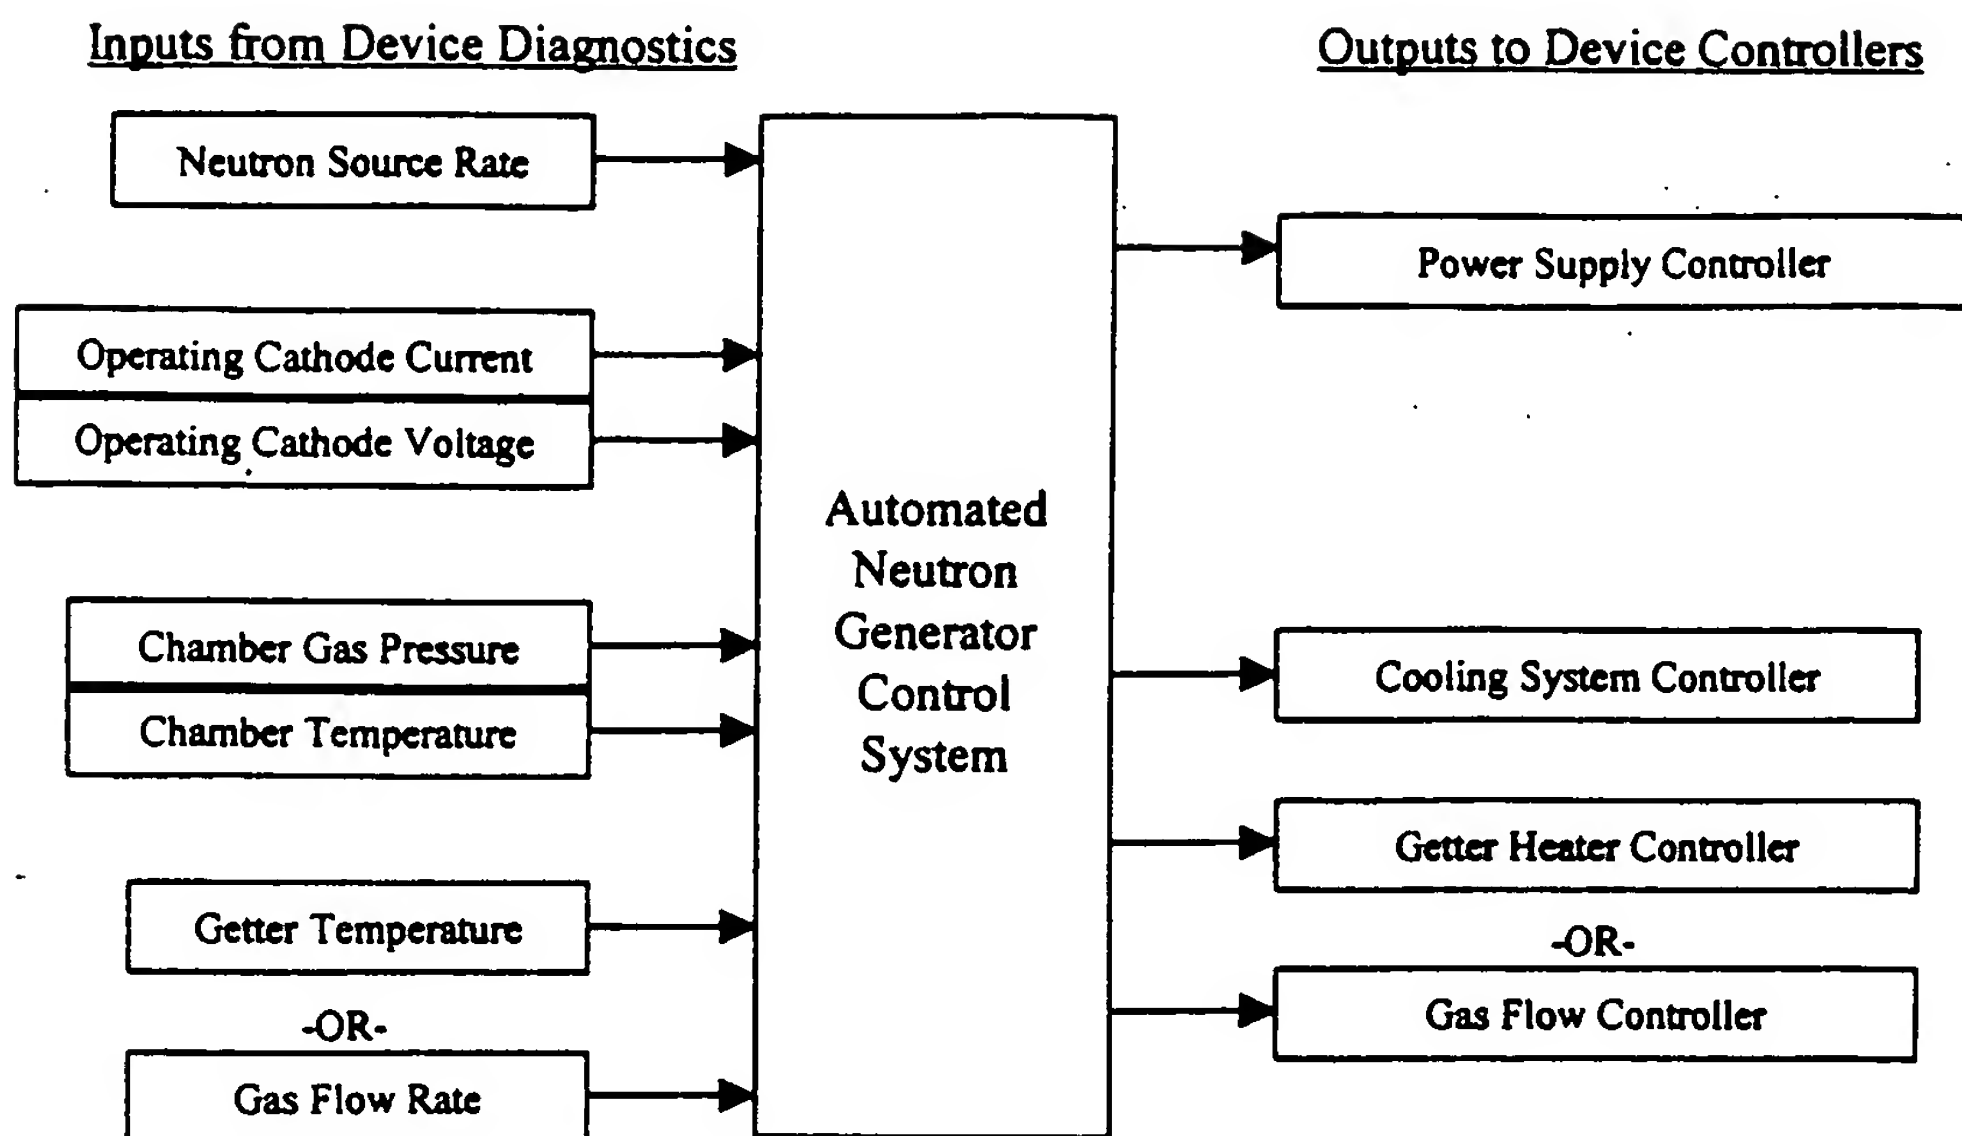 Inputs from Device Diagnostics
Outputs to Device Controllers
Neutron Source Rate
Operating Cathode Current
Operating Cathode Voltage
Chamber Gas Pressure
Chamber Temperature
Getter Temperature
-OR-
Gas Flow Rate
Automated
Neutron
Generator
Control
System
Power Supply Controller
Cooling System Controller
Getter Heater Controller
-OR-
Gas Flow Controller